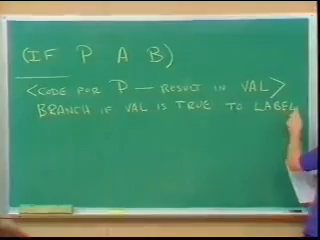 (IF P A B)
<CODE FOR P — RESULT IN VAL>
BRANCH IF VAL IS TRUE TO LABEL